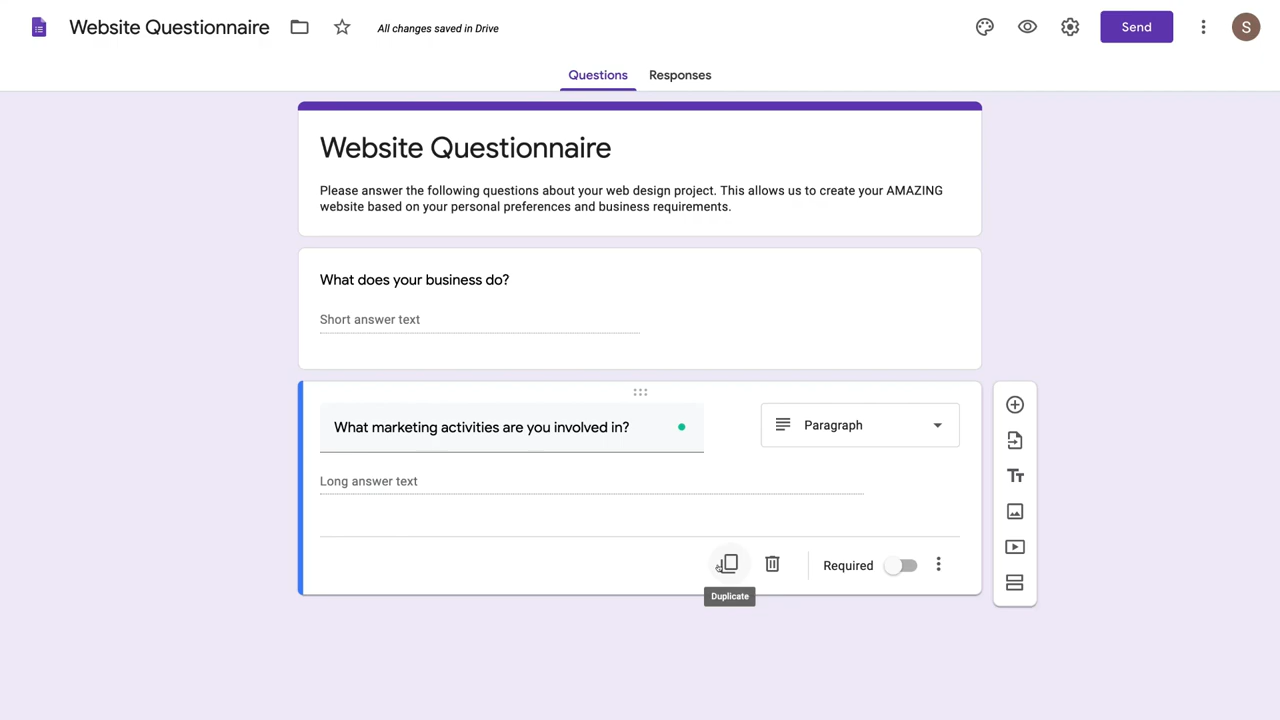 Website Questionnaire
All changes saved in Drive
Send
S
Questions
Responses
Website Questionnaire
Please answer the following questions about your web design project. This allows us to create your AMAZING
website based on your personal preferences and business requirements.
What does your business do?
Short answer text
What marketing activities are you involved in?
Paragraph
Tт
Long answer text
Required
Duplicate